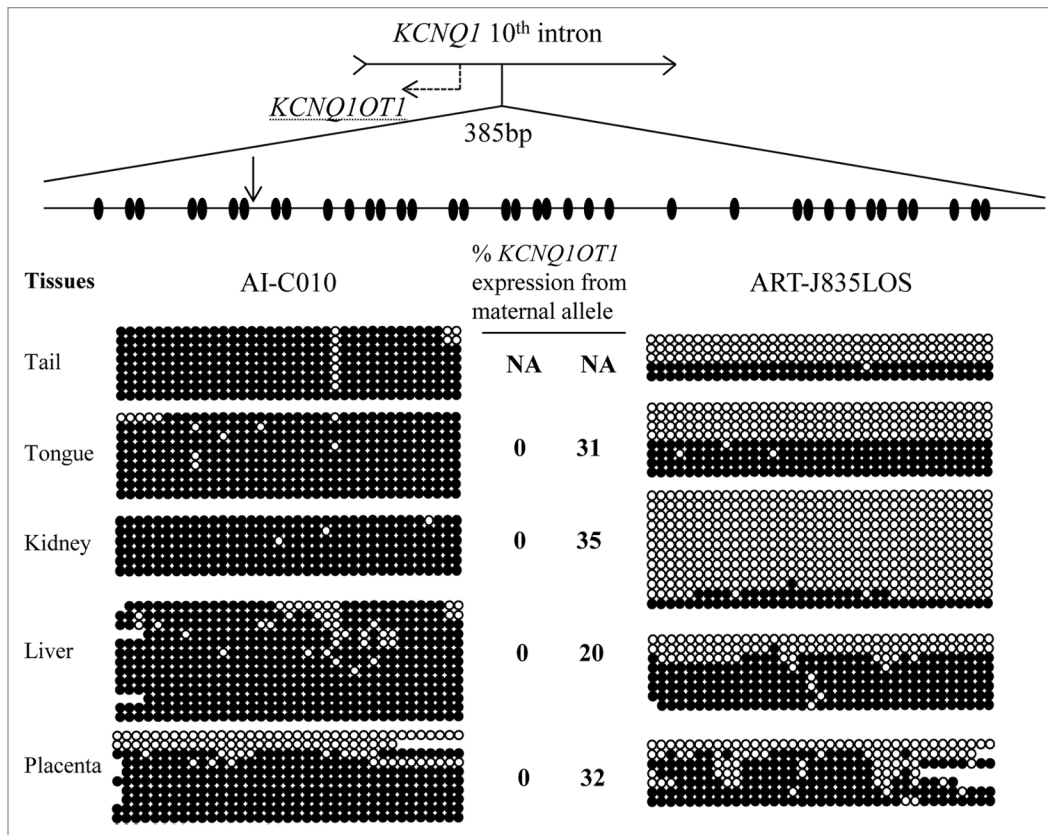 KCNQ1 10th intron
KCNQ1OT1
385bp
Tissues
AI-C010
% KCNQ1OT1
expression from
maternal allele
ART-J835LOS
Tail
NA NA
Tongue
0 31
Kidney
0 35
Liver
0 20
Placenta
0 32